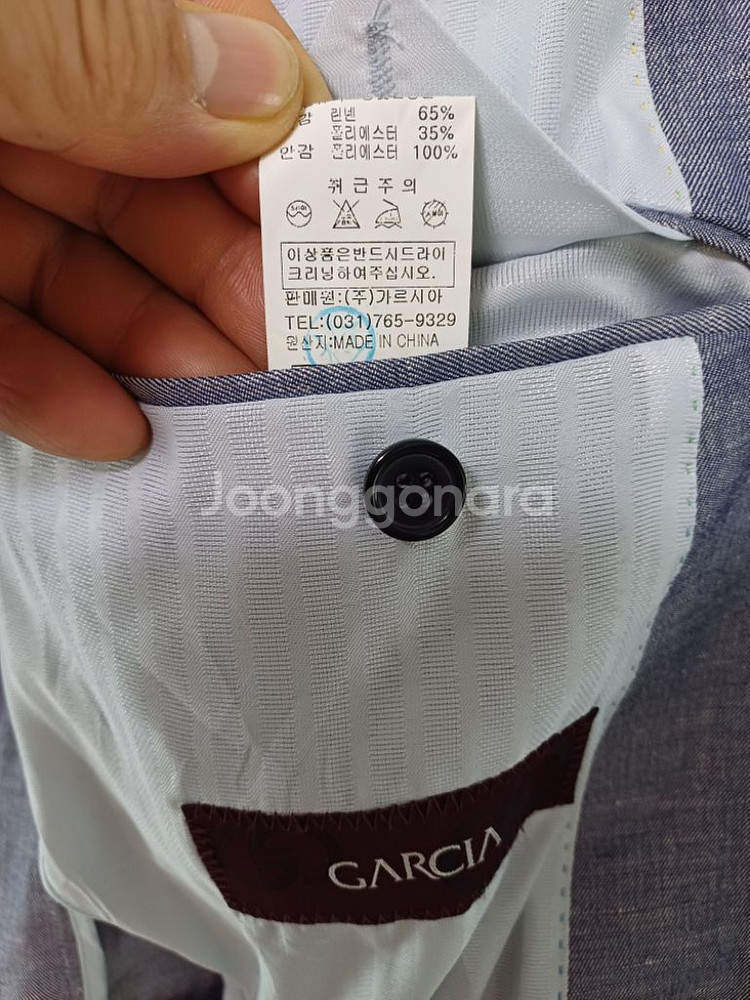 감 린넨 65%
폴리에스터 35%
안감 폴리에스터 100%
취급주의
이상품은반드시드라이
크리닝하여주십시오.
판매원:(주)가르시아
TEL:(031)765-9329
원산지:MADE IN CHINA
Joonggonara
GARCIA